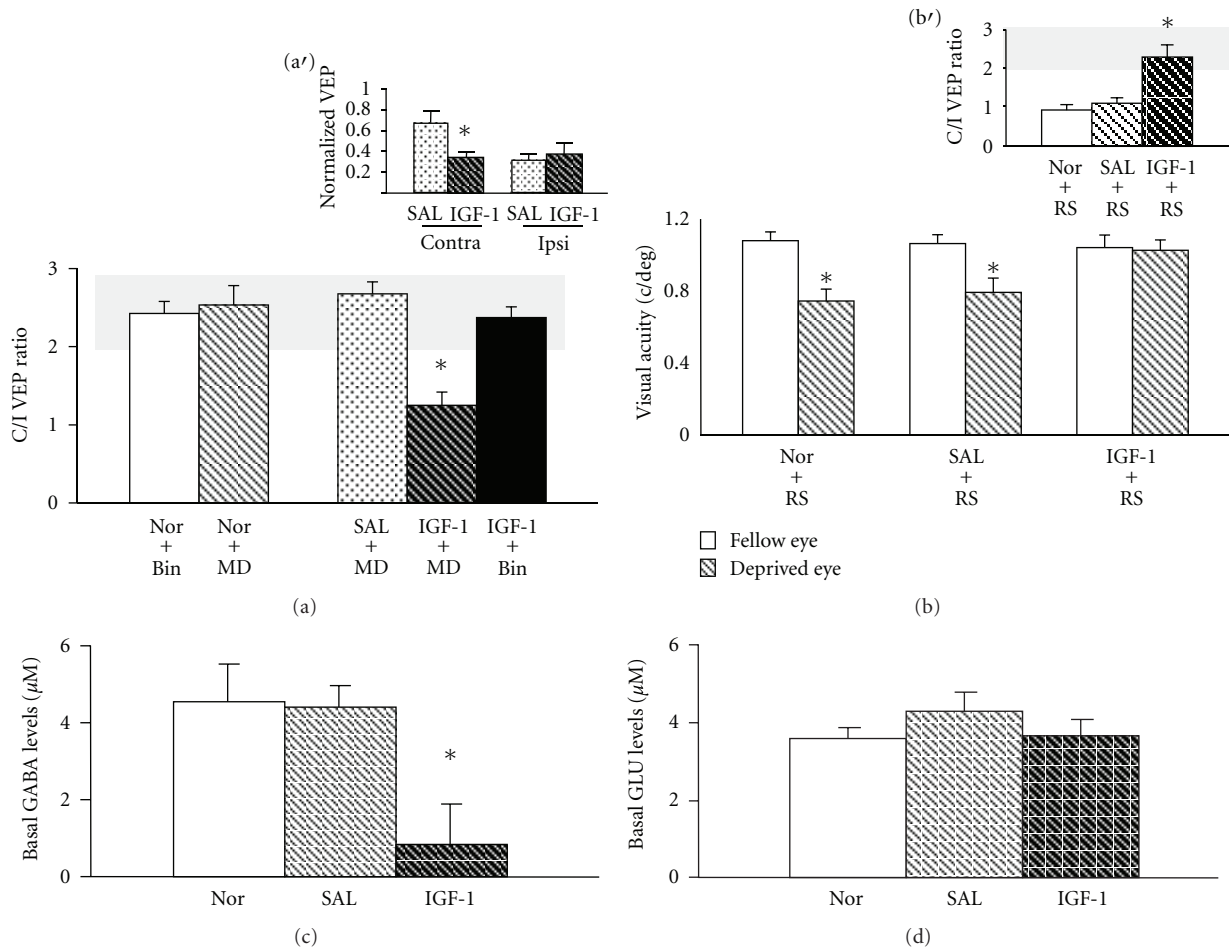 (a′)
Normalized VEP
1
0.8
0.6
0.4
0.2
*
SAL IGF-1 SAL IGF-1
Contra Ipsi
C/I VEP ratio
3
2
1
0
*
Nor + Bin
Nor + MD
SAL + MD
IGF-1 + MD
IGF-1 + Bin
(a)
(b′)
C/I VEP ratio
3
2
1
0
*
Nor + RS
SAL + RS
IGF-1 + RS
Visual acuity (c/deg)
1.2
0.8
0.4
0
*
*
Nor + RS
SAL + RS
IGF-1 + RS
Fellow eye
Deprived eye
(b)
Basal GABA levels (μM)
6
4
2
0
*
Nor SAL IGF-1
(c)
Basal GLU levels (μM)
6
4
2
0
Nor SAL IGF-1
(d)